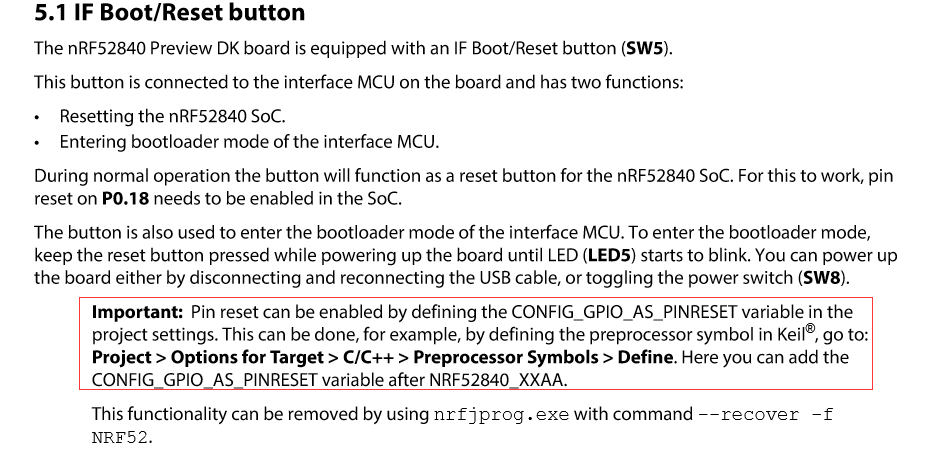 5.1 IF Boot/Reset button
The nRF52840 Preview DK board is equipped with an IF Boot/Reset button (SW5).
This button is connected to the interface MCU on the board and has two functions:
• Resetting the nRF52840 SoC.
• Entering bootloader mode of the interface MCU.
During normal operation the button will function as a reset button for the nRF52840 SoC. For this to work, pin
reset on P0.18 needs to be enabled in the SoC.
The button is also used to enter the bootloader mode of the interface MCU. To enter the bootloader mode,
keep the reset button pressed while powering up the board until LED (LED5) starts to blink. You can power up
the board either by disconnecting and reconnecting the USB cable, or toggling the power switch (SW8).
Important: Pin reset can be enabled by defining the CONFIG_GPIO_AS_PINRESET variable in the
project settings. This can be done, for example, by defining the preprocessor symbol in Keil®, go to:
Project > Options for Target > C/C++ > Preprocessor Symbols > Define. Here you can add the
CONFIG_GPIO_AS_PINRESET variable after NRF52840_XXAA.
This functionality can be removed by using nrfjprog.exe with command --recover -f
NRF52.